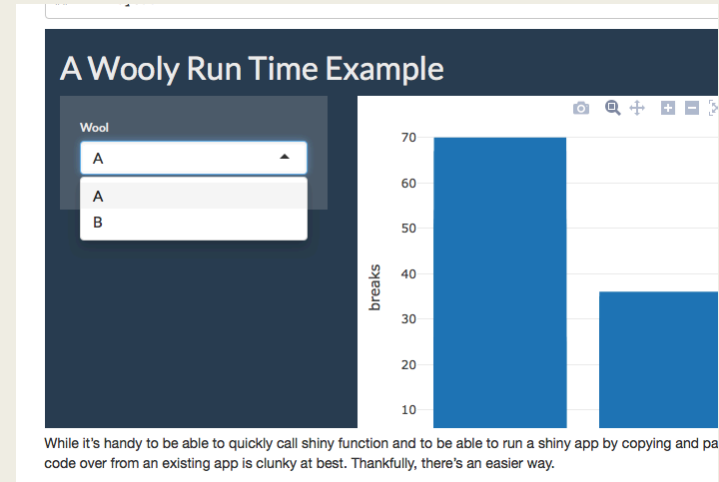 A Wooly Run Time Example
Wool
A
A
B
70
60
50
40
30
20
10
breaks
While it's handy to be able to quickly call shiny function and to be able to run a shiny app by copying and pa
code over from an existing app is clunky at best. Thankfully, there's an easier way.